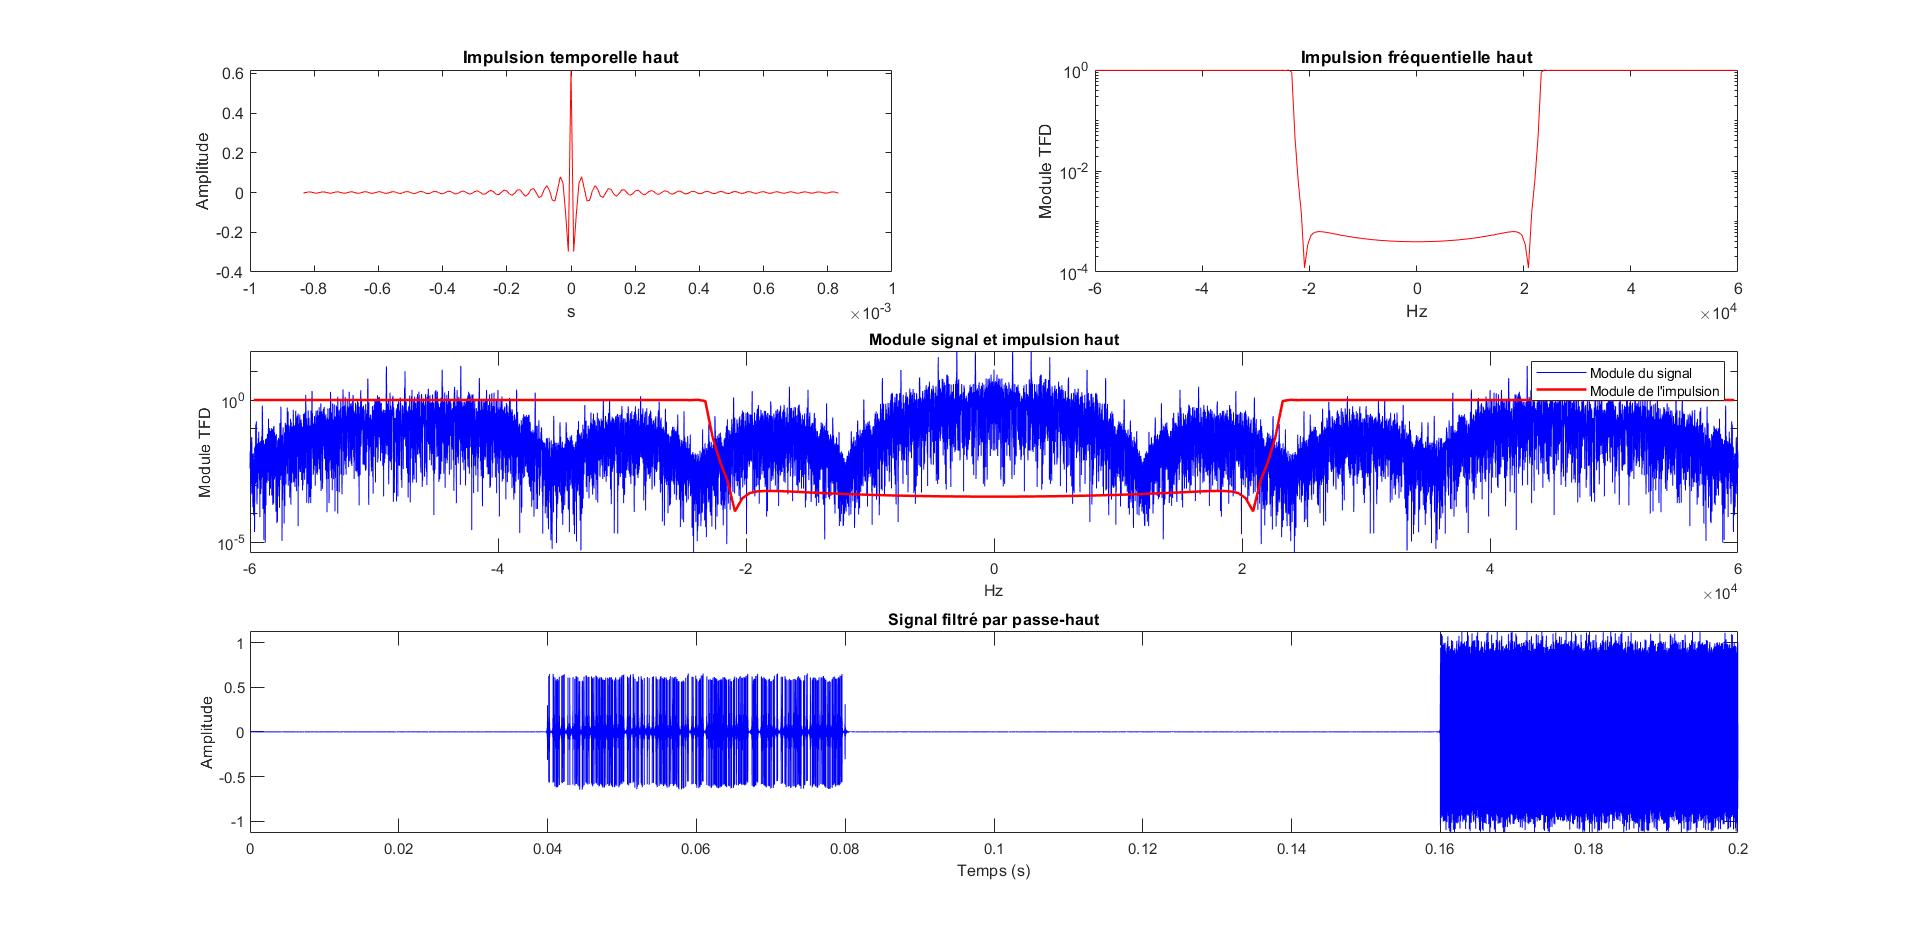 Impulsion temporelle haut
0.6
0.4
0.2
0
-0.2
-0.4
Amplitude
-1 -0.8 -0.6 -0.4 -0.2 0 0.2 0.4 0.6 0.8 1
s
×10-3
Impulsion fréquentielle haut
100
10-2
10-4
Module TFD
-6 -4 -2 0 2 4 6
Hz
×104
Module signal et impulsion haut
Module du signal
Module de l'impulsion
100
10-5
Module TFD
-6 -4 -2 0 2 4 6
Hz
×104
Signal filtré par passe-haut
1
0.5
0
-0.5
-1
Amplitude
0 0.02 0.04 0.06 0.08 0.1 0.12 0.14 0.16 0.18 0.2
Temps (s)